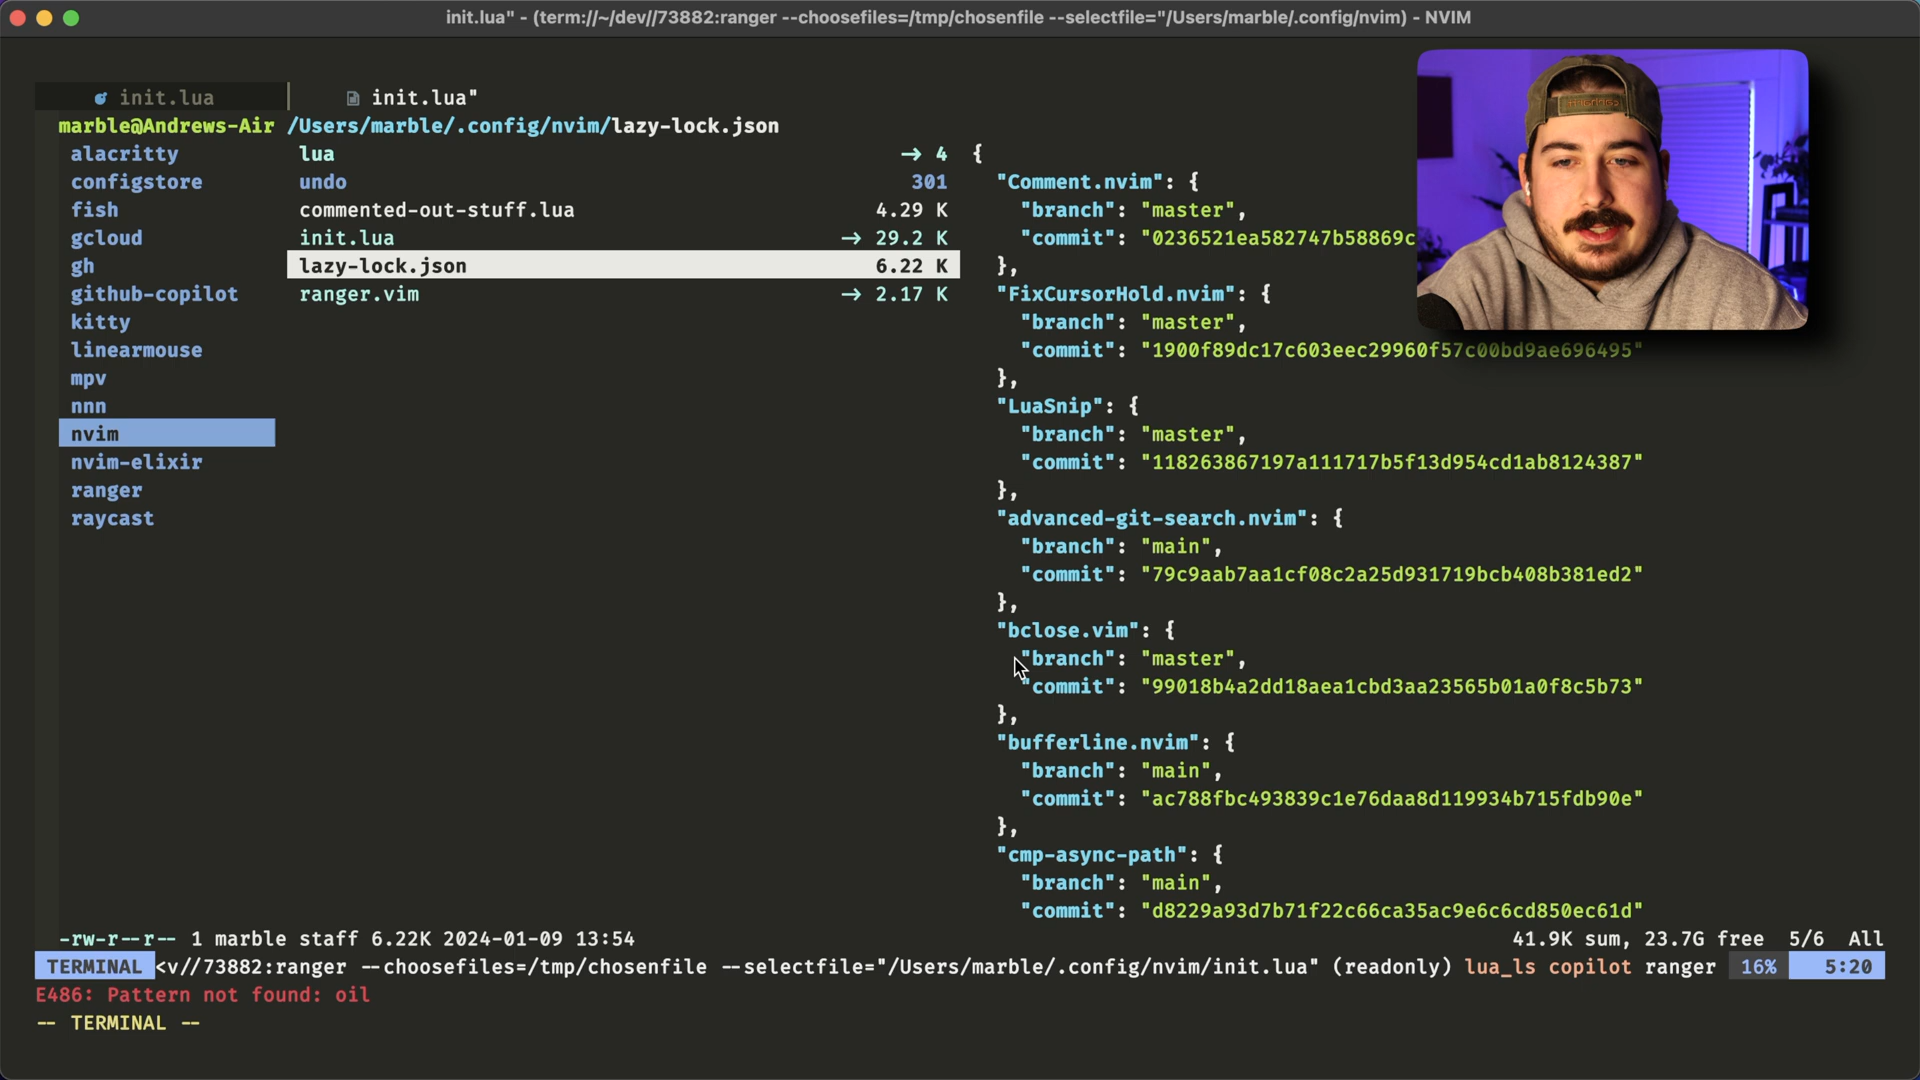 init.lua" - (term://~/dev//73882:ranger --choosefiles=/tmp/chosenfile --selectfile="/Users/marble/.config/nvim) - NVIM
init.lua
init.lua"
marble@Andrews-Air /Users/marble/.config/nvim/lazy-lock.json
alacritty
configstore
fish
gcloud
gh
github-copilot
kitty
linearmouse
mpv
nnn
nvim
nvim-elixir
ranger
raycast
lua -> 4
undo 301
commented-out-stuff.lua 4.29 K
init.lua -> 29.2 K
lazy-lock.json 6.22 K
ranger.vim -> 2.17 K
{
"Comment.nvim": {
"branch": "master",
"commit": "0236521ea582747b58869c
},
"FixCursorHold.nvim": {
"branch": "master",
"commit": "1900f89dc17c603eec29960f57c00bd9ae696495"
},
"LuaSnip": {
"branch": "master",
"commit": "118263867197a111717b5f13d954cd1ab8124387"
},
"advanced-git-search.nvim": {
"branch": "main",
"commit": "79c9aab7aa1cf08c2a25d931719bcb408b381ed2"
},
"bclose.vim": {
"branch": "master",
"commit": "99018b4a2dd18aea1cbd3aa23565b01a0f8c5b73"
},
"bufferline.nvim": {
"branch": "main",
"commit": "ac788fbc493839c1e76daa8d119934b715fdb90e"
},
"cmp-async-path": {
"branch": "main",
"commit": "d8229a93d7b71f22c66ca35ac9e6c6cd850ec61d"
-rw-r--r-- 1 marble staff 6.22K 2024-01-09 13:54 41.9K sum, 23.7G free 5/6 All
TERMINAL <v//73882:ranger --choosefiles=/tmp/chosenfile --selectfile="/Users/marble/.config/nvim/init.lua" (readonly) lua_ls copilot ranger 16% 5:20
E486: Pattern not found: oil
-- TERMINAL --